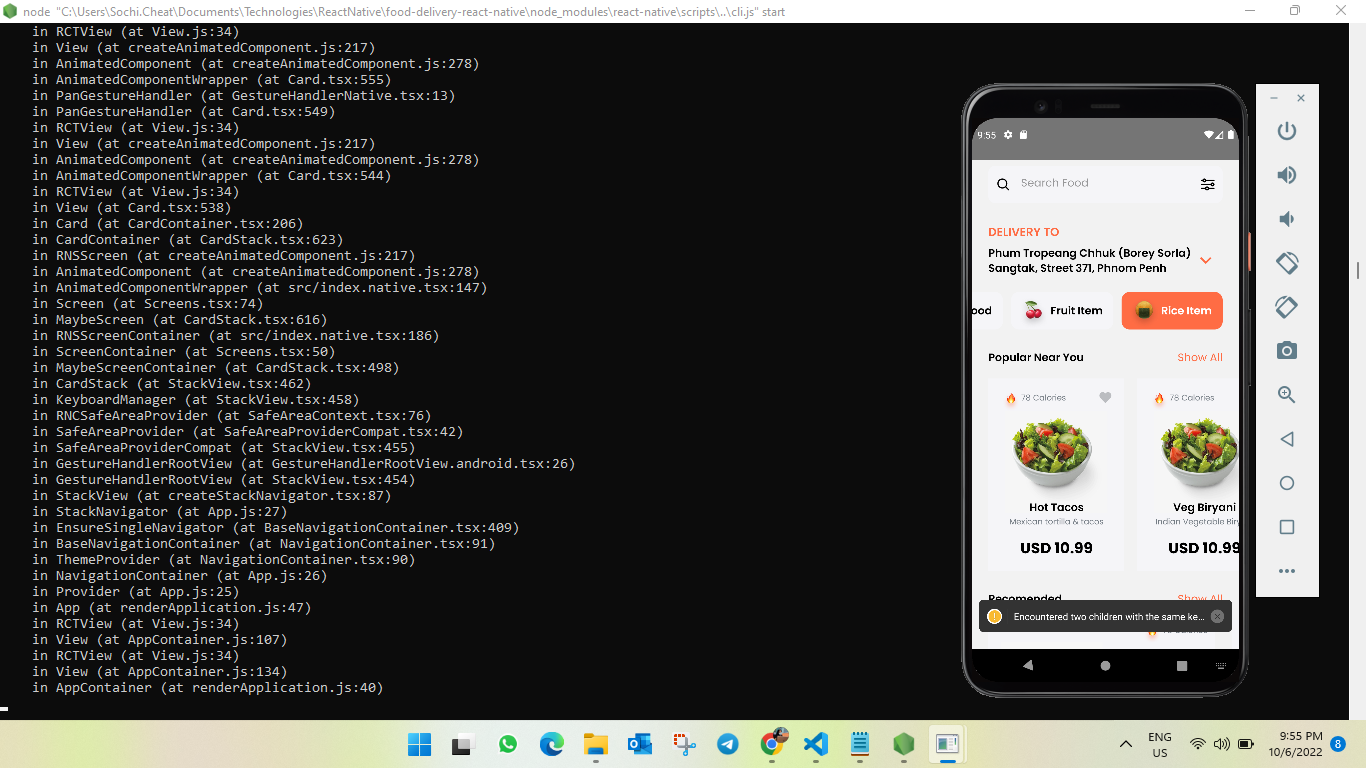 node "C:\Users\Sochi.Cheat\Documents\Technologies\ReactNative\food-delivery-react-native\node_modules\react-native\scripts\..\cli.js" start
in RCTView (at View.js:34)
in View (at createAnimatedComponent.js:217)
in AnimatedComponent (at createAnimatedComponent.js:278)
in AnimatedComponentWrapper (at Card.tsx:555)
in PanGestureHandler (at GestureHandlerNative.tsx:13)
in PanGestureHandler (at Card.tsx:549)
in RCTView (at View.js:34)
in View (at createAnimatedComponent.js:217)
in AnimatedComponent (at createAnimatedComponent.js:278)
in AnimatedComponentWrapper (at Card.tsx:544)
in RCTView (at View.js:34)
in View (at Card.tsx:538)
in Card (at CardContainer.tsx:206)
in CardContainer (at CardStack.tsx:623)
in RNSScreen (at createAnimatedComponent.js:217)
in AnimatedComponent (at createAnimatedComponent.js:278)
in AnimatedComponentWrapper (at src/index.native.tsx:147)
in Screen (at Screens.tsx:74)
in MaybeScreen (at CardStack.tsx:616)
in RNSScreenContainer (at src/index.native.tsx:186)
in ScreenContainer (at Screens.tsx:50)
in MaybeScreenContainer (at CardStack.tsx:498)
in CardStack (at StackView.tsx:462)
in KeyboardManager (at StackView.tsx:458)
in RNCSafeAreaProvider (at SafeAreaContext.tsx:76)
in SafeAreaProvider (at SafeAreaProviderCompat.tsx:42)
in SafeAreaProviderCompat (at StackView.tsx:455)
in GestureHandlerRootView (at GestureHandlerRootView.android.tsx:26)
in GestureHandlerRootView (at StackView.tsx:454)
in StackView (at createStackNavigator.tsx:87)
in StackNavigator (at App.js:27)
in EnsureSingleNavigator (at BaseNavigationContainer.tsx:409)
in BaseNavigationContainer (at NavigationContainer.tsx:91)
in ThemeProvider (at NavigationContainer.tsx:90)
in NavigationContainer (at App.js:26)
in Provider (at App.js:25)
in App (at renderApplication.js:47)
in RCTView (at View.js:34)
in View (at AppContainer.js:107)
in RCTView (at View.js:34)
in View (at AppContainer.js:134)
in AppContainer (at renderApplication.js:40)
9:55
Search Food
DELIVERY TO
Phum Tropeang Chhuk (Borey Sorla)
Sangtak, Street 371, Phnom Penh
ood Fruit Item Rice Item
Popular Near You Show All
78 Calories 78 Calories
Hot Tacos Veg Biryani
Mexican tortilla & tacos Indian Vegetable Biry
USD 10.99 USD 10.99
Recomended Show All
Encountered two children with the same ke...
ENG
US
9:55 PM
10/6/2022
8